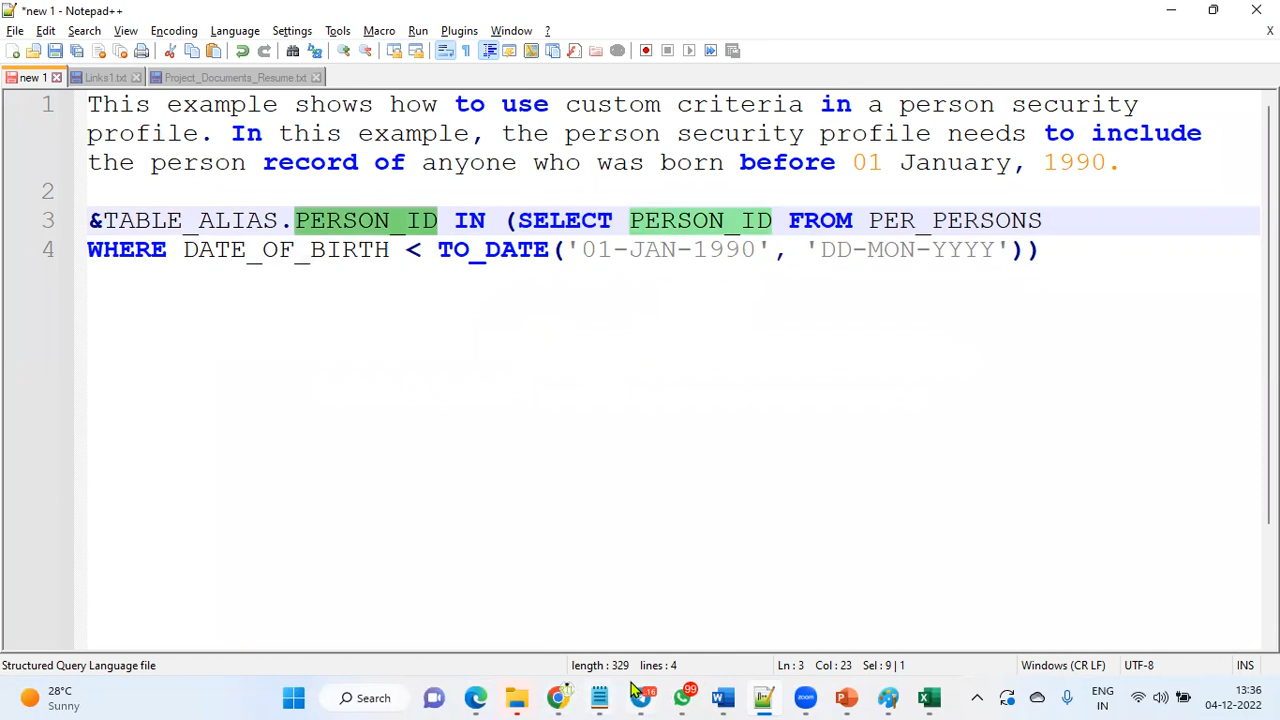 *new 1 - Notepad++
File Edit Search View Encoding Language Settings Tools Macro Run Plugins Window ?
X
new 1 Links1.txt Project_Documents_Resume.txt
1 This example shows how to use custom criteria in a person security
profile. In this example, the person security profile needs to include
the person record of anyone who was born before 01 January, 1990.
2
3 &TABLE_ALIAS.PERSON_ID IN (SELECT PERSON_ID FROM PER_PERSONS
4 WHERE DATE_OF_BIRTH < TO_DATE('01-JAN-1990', 'DD-MON-YYYY'))
Structured Query Language file length : 329 lines : 4 Ln : 3 Col : 23 Sel : 9 | 1 Windows (CR LF) UTF-8 INS
28°C
Sunny
Search
16
99
zoom
ENG
IN
13:36
04-12-2022